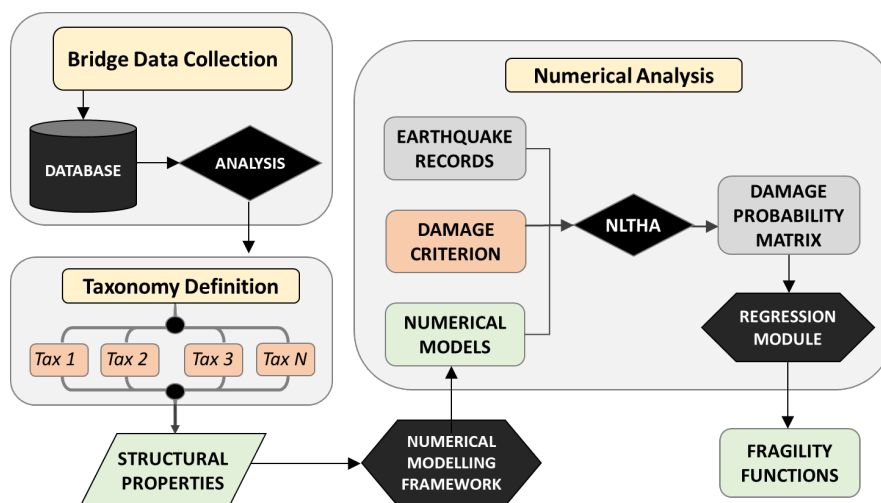 Bridge Data Collection
DATABASE
ANALYSIS
Taxonomy Definition
Tax 1
Tax 2
Tax 3
Tax N
STRUCTURAL
PROPERTIES
NUMERICAL
MODELLING
FRAMEWORK
Numerical Analysis
EARTHQUAKE
RECORDS
DAMAGE
CRITERION
NUMERICAL
MODELS
NLTHA
DAMAGE
PROBABILITY
MATRIX
REGRESSION
MODULE
FRAGILITY
FUNCTIONS